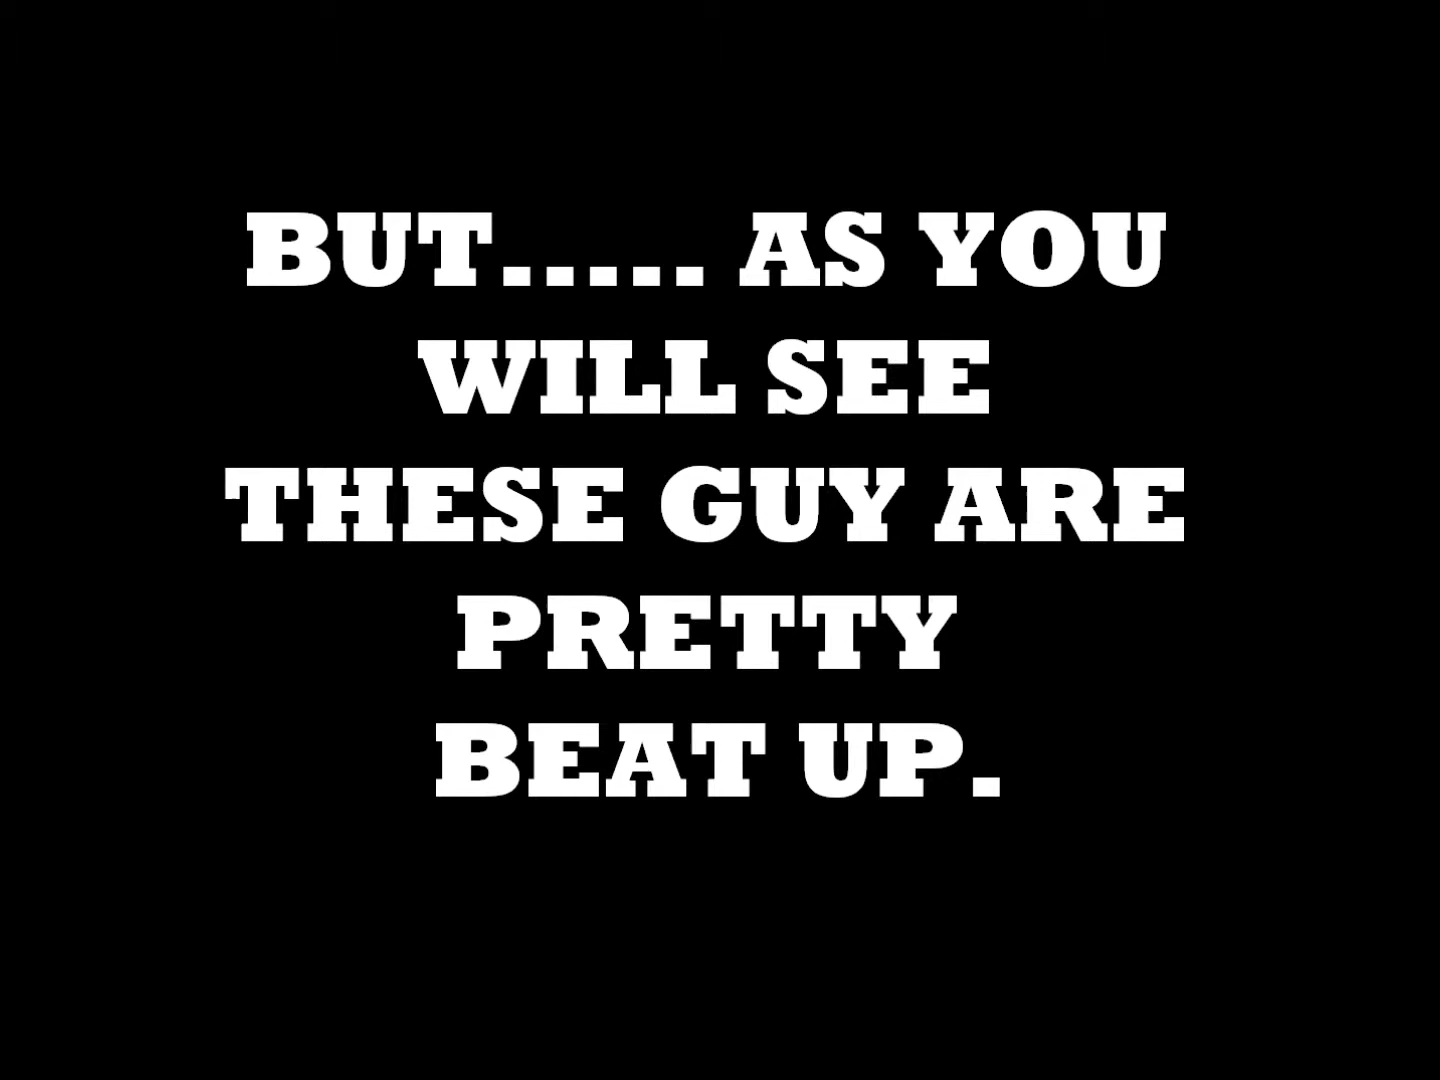 BUT..... AS YOU
WILL SEE
THESE GUY ARE
PRETTY
BEAT UP.